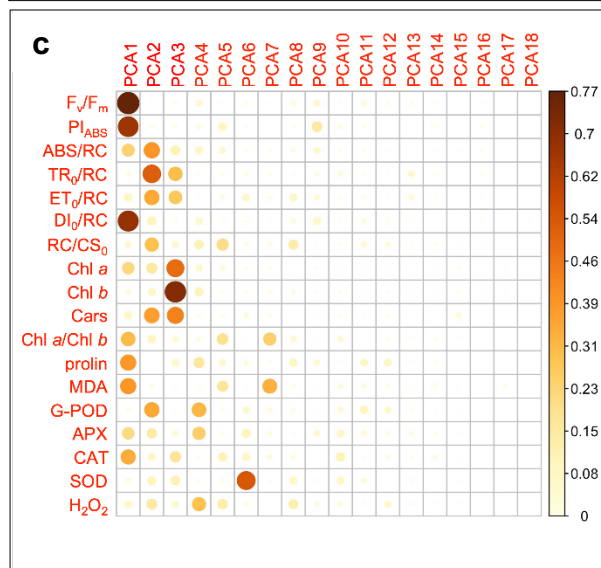 c
PCA1 PCA2 PCA3 PCA4 PCA5 PCA6 PCA7 PCA8 PCA9 PCA10 PCA11 PCA12 PCA13 PCA14 PCA15 PCA16 PCA17 PCA18
Fᵥ/Fₘ
PI_ABS
ABS/RC
TR₀/RC
ET₀/RC
DI₀/RC
RC/CS₀
Chl a
Chl b
Cars
Chl a/Chl b
prolin
MDA
G-POD
APX
CAT
SOD
H₂O₂
0.77
0.7
0.62
0.54
0.46
0.39
0.31
0.23
0.15
0.08
0